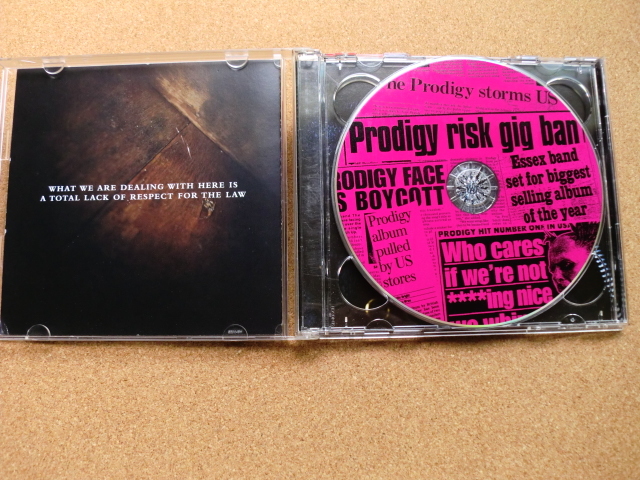 WHAT WE ARE DEALING WITH HERE IS
A TOTAL LACK OF RESPECT FOR THE LAW
he Prodigy storms US
Prodigy risk gig ban
RODIGY FACE
S BOYCOTT
Essex band
set for biggest
selling album
of the year
Prodigy
album
pulled
by US
stores
PRODIGY HIT NUMBER ONE IN USA
Who cares
if we're not
****ing nice